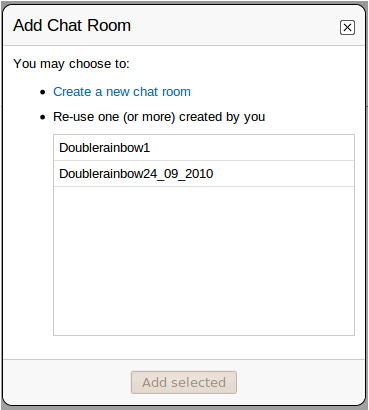 Add Chat Room
You may choose to:
Create a new chat room
Re-use one (or more) created by you
Doublerainbow1
Doublerainbow24_09_2010
Add selected